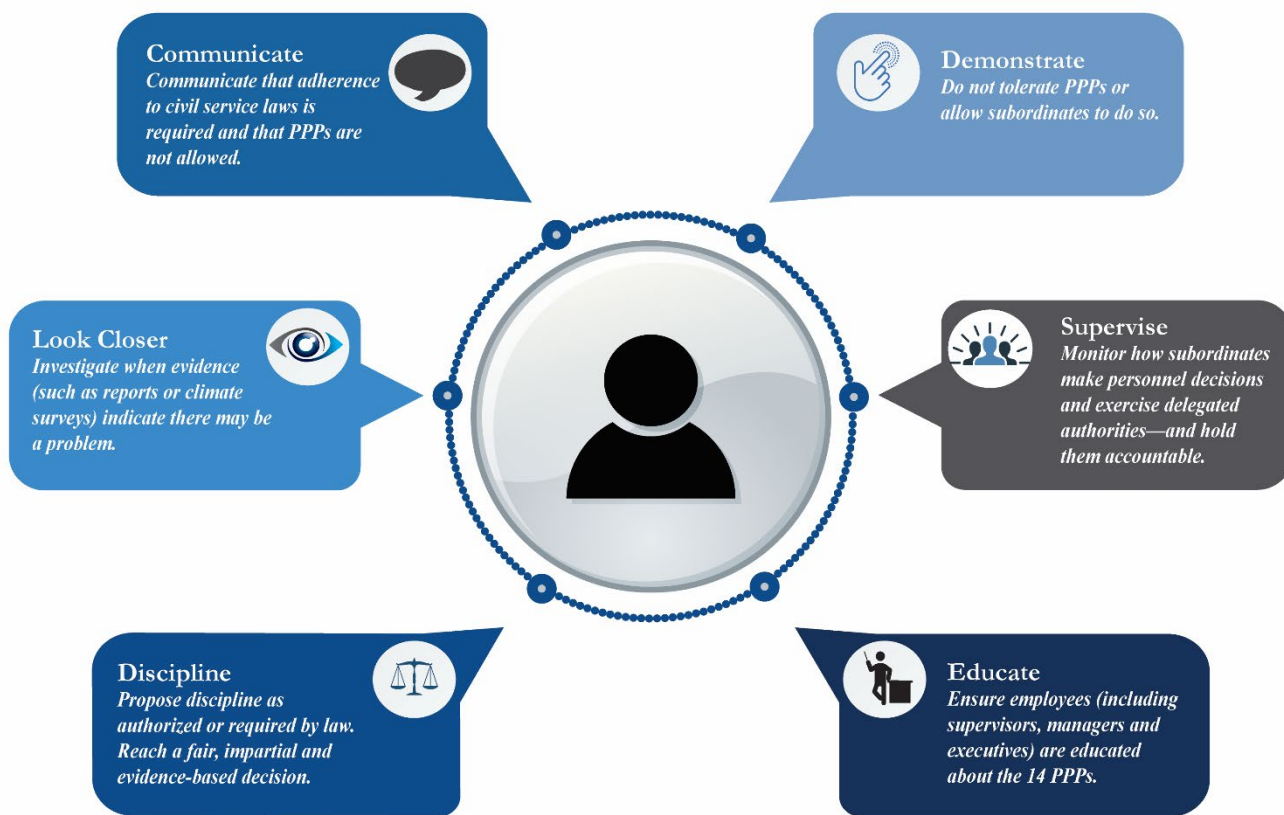 Communicate
Communicate that adherence
to civil service laws is
required and that PPPs are
not allowed.
Demonstrate
Do not tolerate PPPs or
allow subordinates to do so.
Look Closer
Investigate when evidence
(such as reports or climate
surveys) indicate there may be
a problem.
Supervise
Monitor how subordinates
make personnel decisions
and exercise delegated
authorities—and hold
them accountable.
Discipline
Propose discipline as
authorized or required by law.
Reach a fair, impartial and
evidence-based decision.
Educate
Ensure employees (including
supervisors, managers and
executives) are educated
about the 14 PPPs.